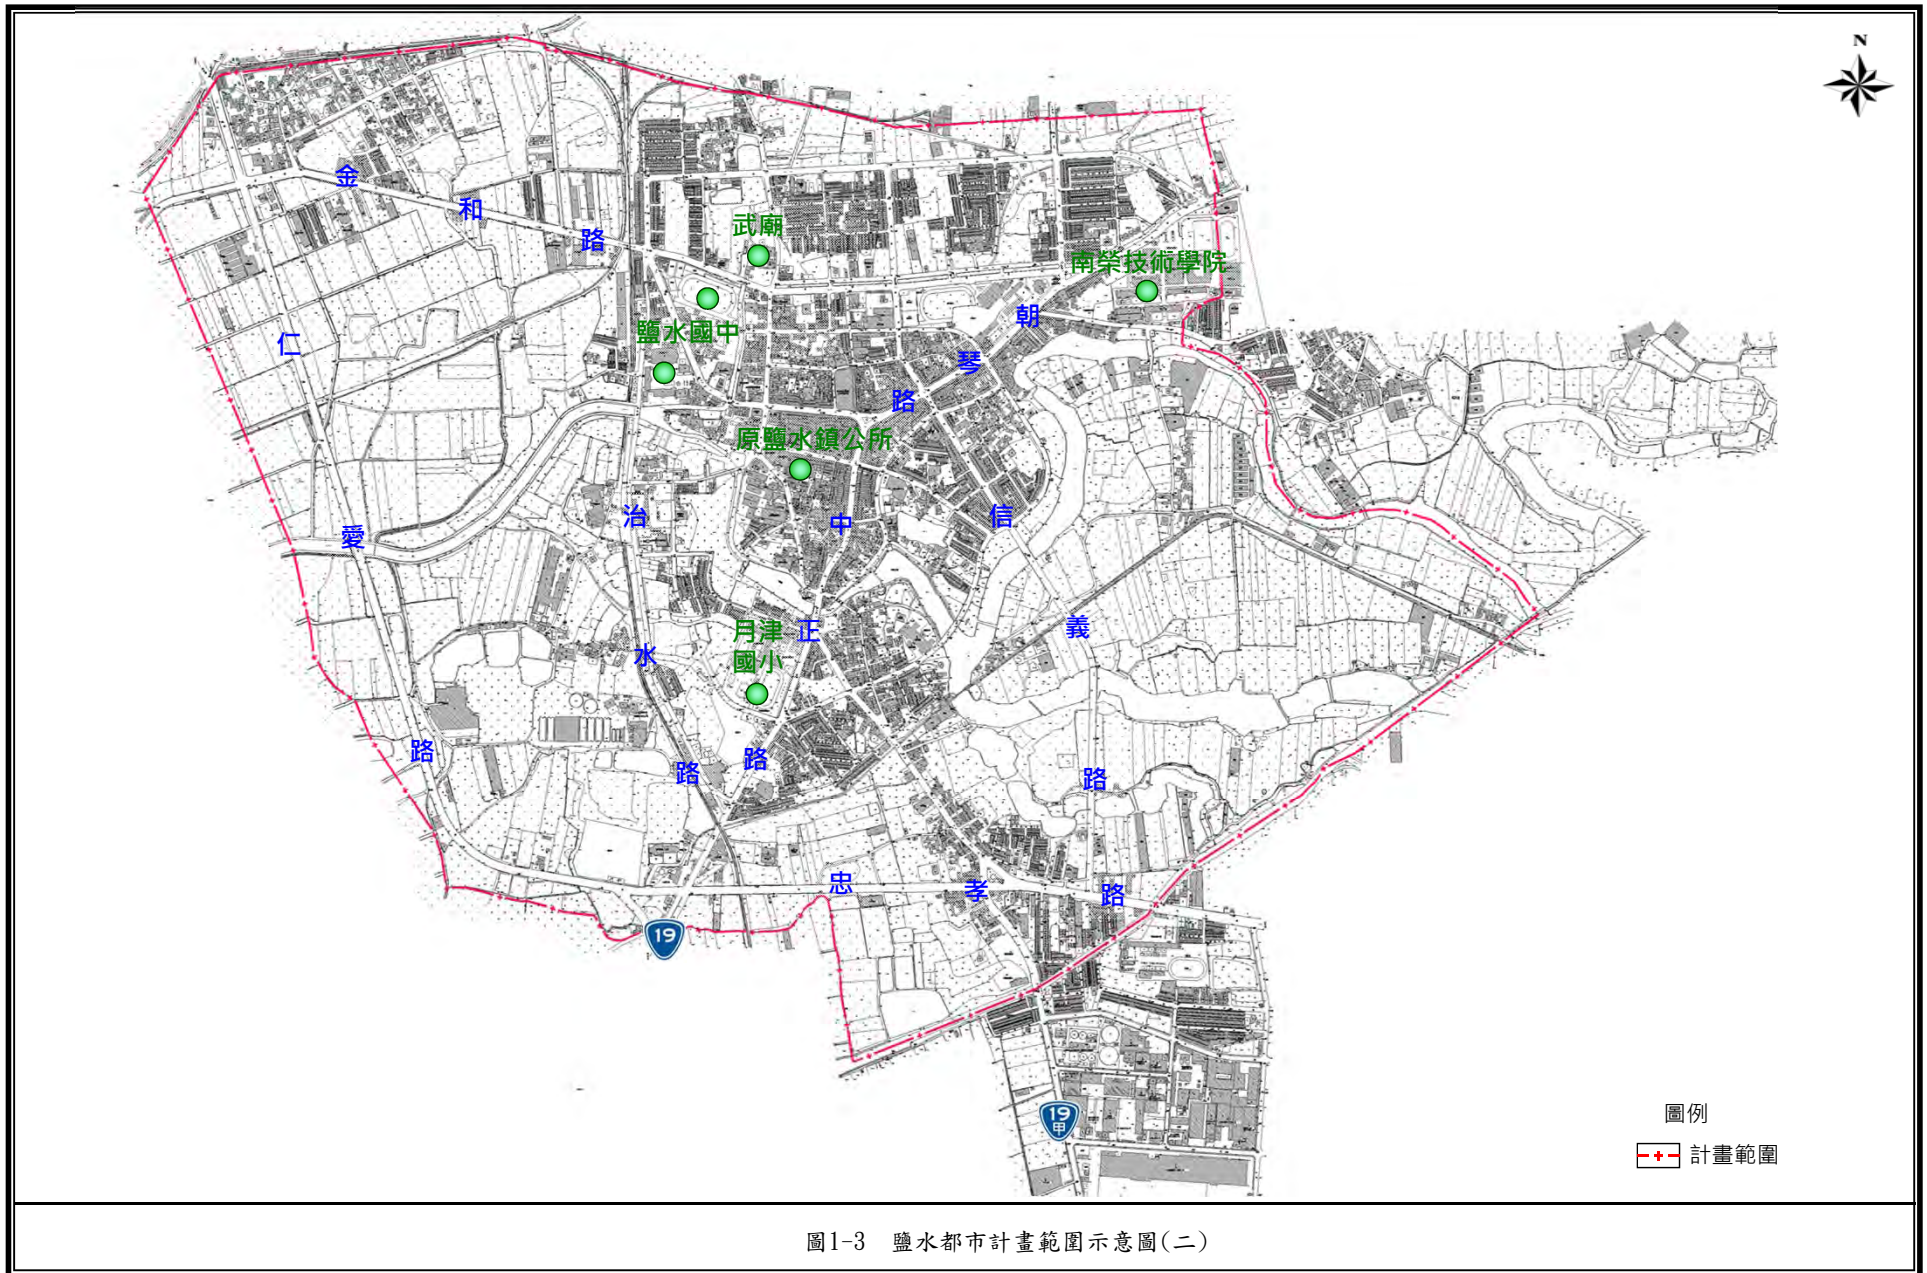 N
金和路
武廟
南榮技術學院
鹽水國中
朝琴路
仁愛路
原鹽水鎮公所
治水路
中正路
信義路
月津
國小
忠孝路
19
19
甲
圖例
計畫範圍
圖1-3 鹽水都市計畫範圍示意圖(二)